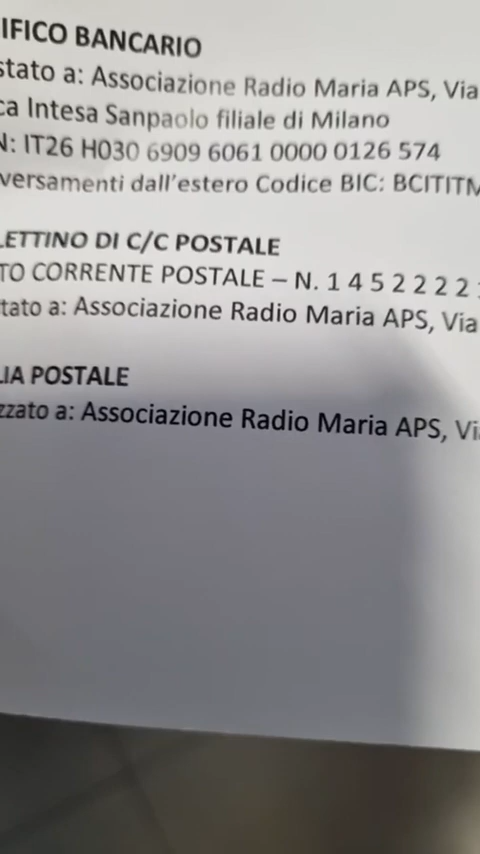 IFICO BANCARIO
stato a: Associazione Radio Maria APS, Via
ca Intesa Sanpaolo filiale di Milano
N: IT26 H030 6909 6061 0000 0126 574
versamenti dall'estero Codice BIC: BCITITM
LETTINO DI C/C POSTALE
TO CORRENTE POSTALE – N. 1 4 5 2 2 2 2
tato a: Associazione Radio Maria APS, Via
LIA POSTALE
zzato a: Associazione Radio Maria APS, Vi